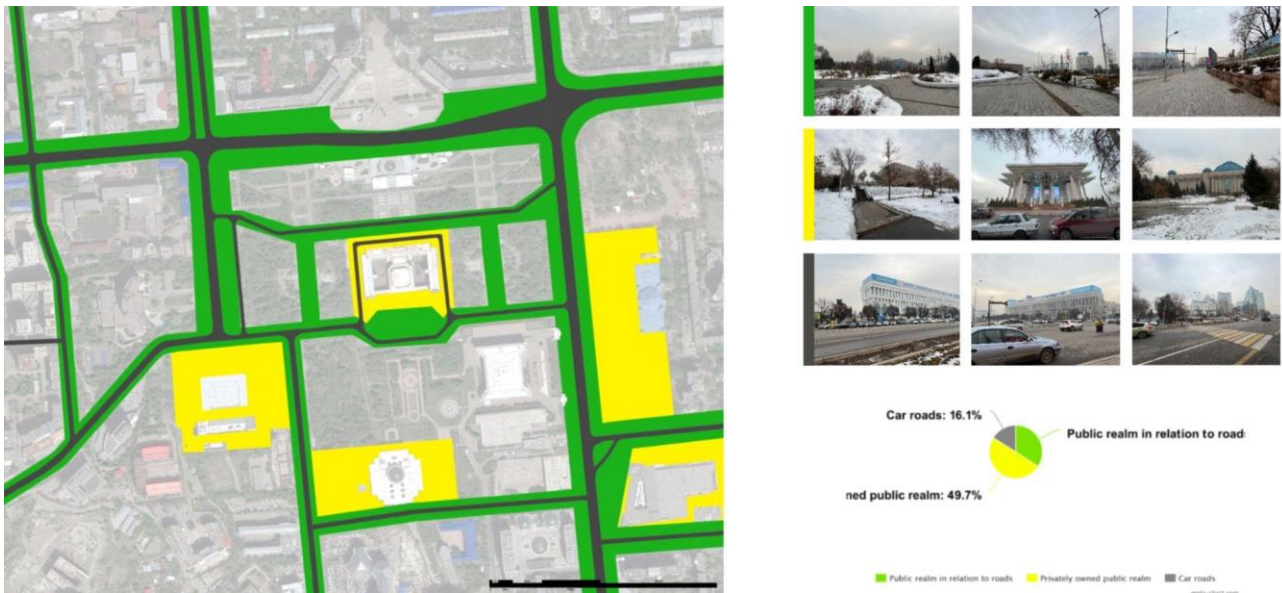 Car roads: 16.1%
Public realm in relation to road
ned public realm: 49.7%
Public realm in relation to roads
Privately owned public realm
Car roads